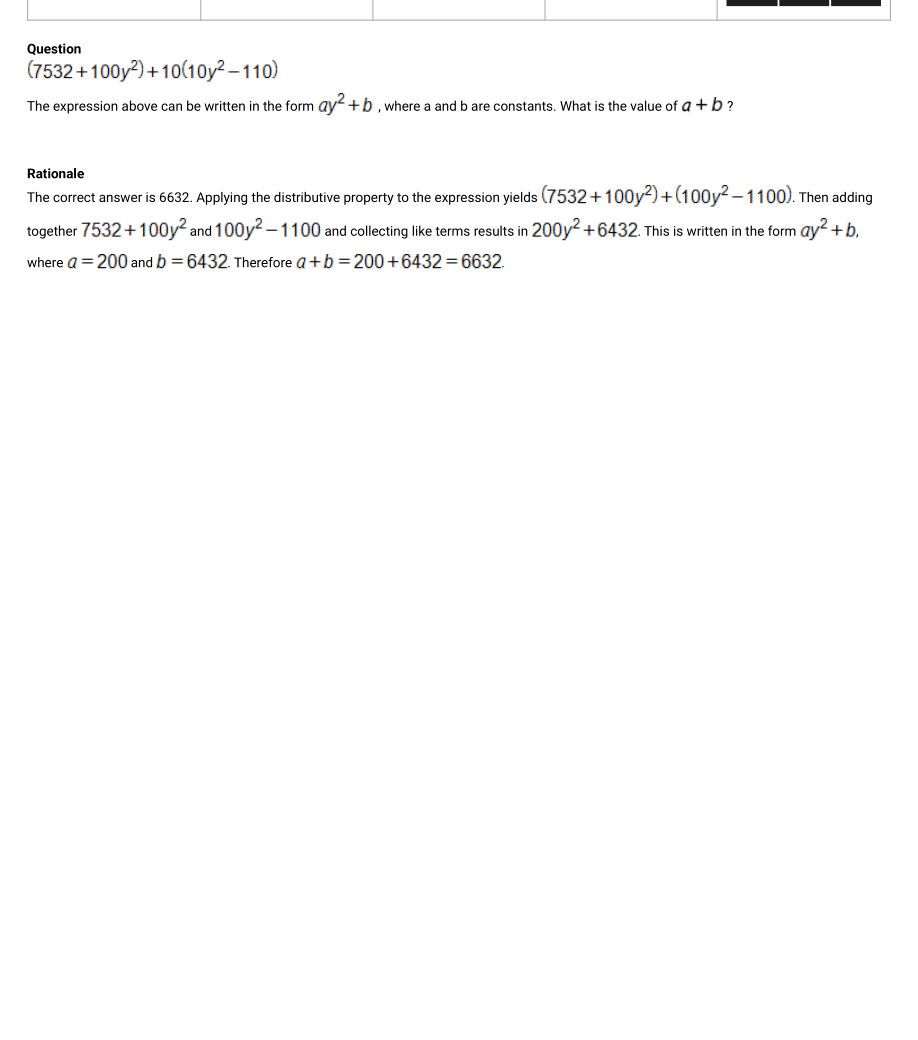 Question
(7532+100y²)+10(10y²−110)
The expression above can be written in the form ay²+b , where a and b are constants. What is the value of a+b ?
Rationale
The correct answer is 6632. Applying the distributive property to the expression yields (7532+100y²)+(100y²−1100). Then adding
together 7532+100y² and 100y²−1100 and collecting like terms results in 200y²+6432. This is written in the form ay²+b,
where a=200 and b=6432. Therefore a+b=200+6432=6632.